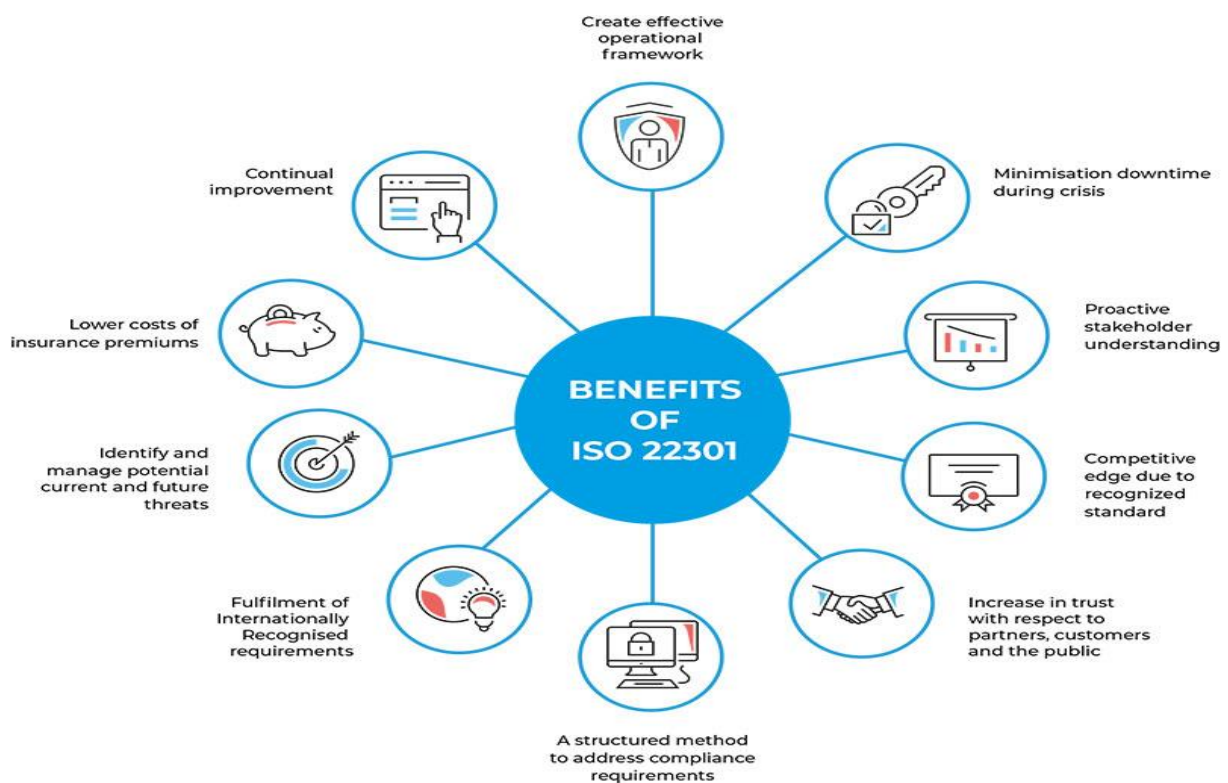 Create effective
operational
framework
Continual
improvement
Minimisation downtime
during crisis
Lower costs of
insurance premiums
Proactive
stakeholder
understanding
BENEFITS
OF
ISO 22301
Identify and
manage potential
current and future
threats
Competitive
edge due to
recognized
standard
Fulfilment of
Internationally
Recognised
requirements
Increase in trust
with respect to
partners, customers
and the public
A structured method
to address compliance
requirements